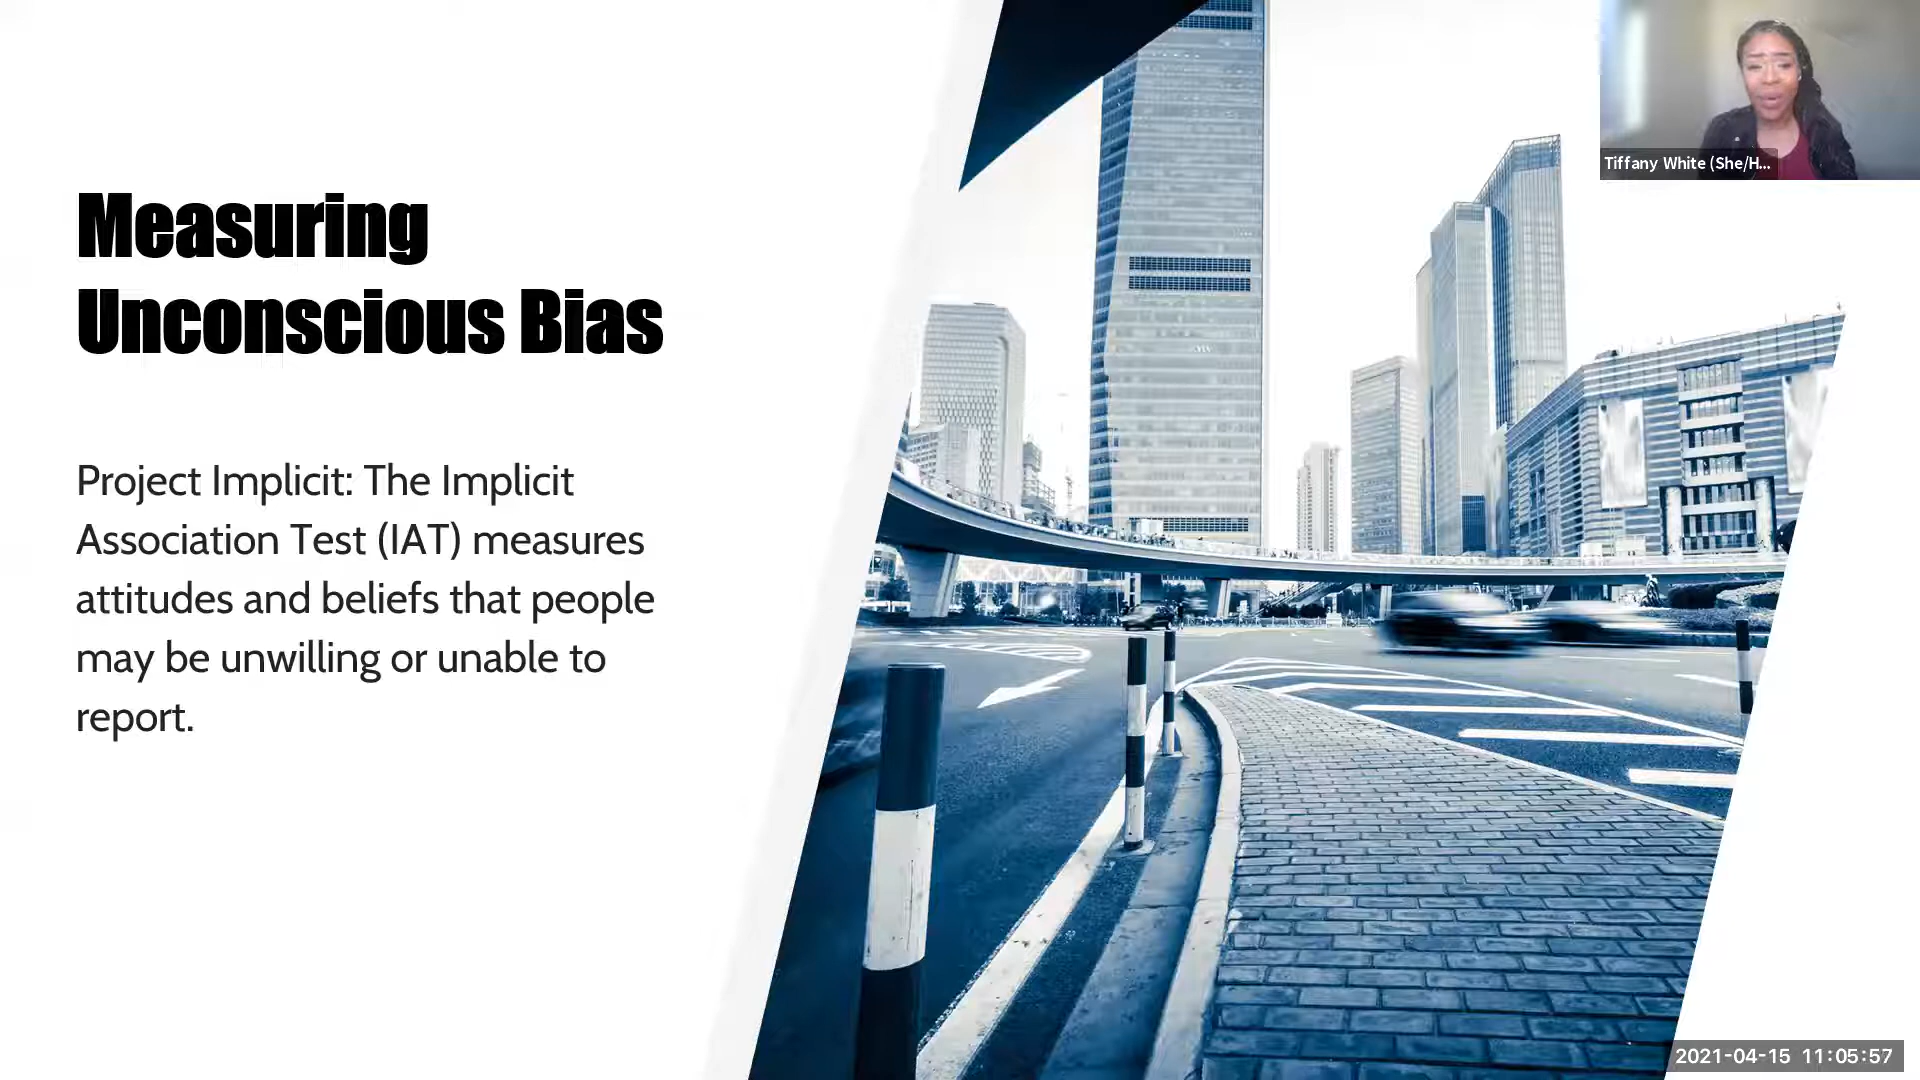 Measuring
Unconscious Bias
Project Implicit: The Implicit
Association Test (IAT) measures
attitudes and beliefs that people
may be unwilling or unable to
report.
Tiffany White (She/H...
2021-04-15 11:05:57